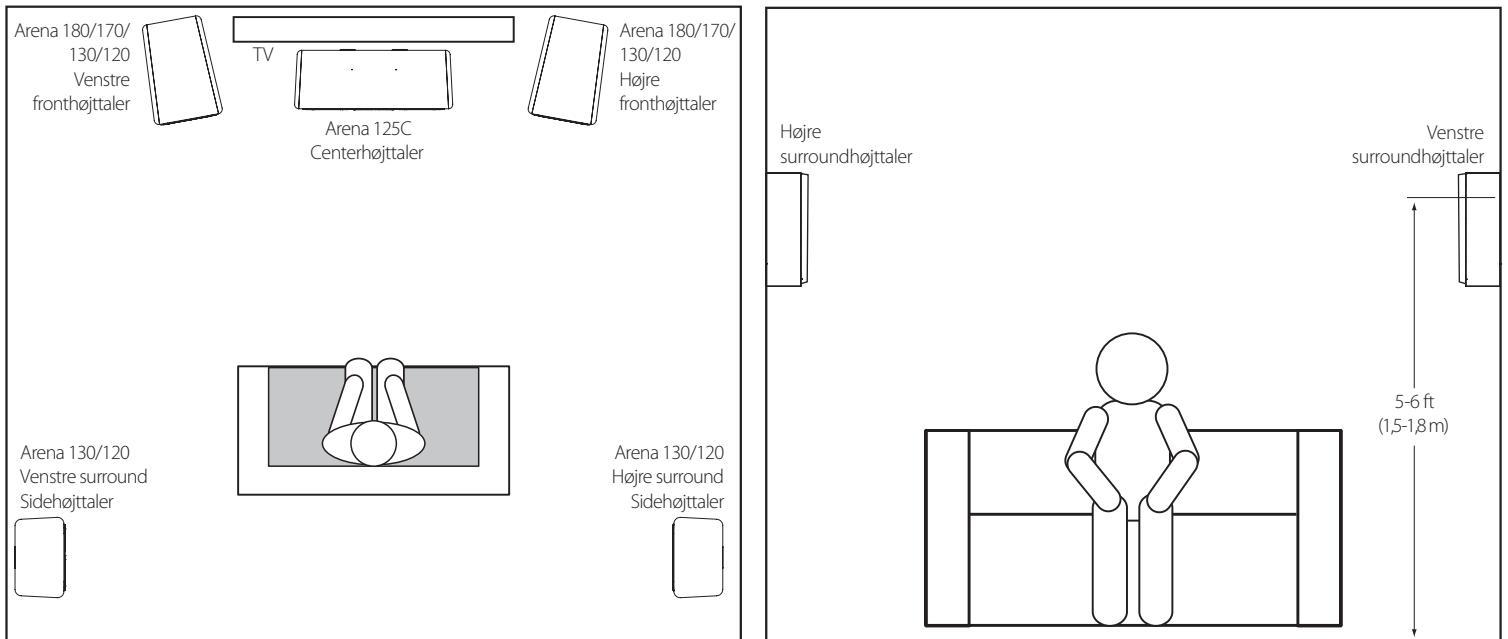 Arena 180/170/
130/120
Venstre
fronthøjttaler
TV
Arena 180/170/
130/120
Højre
fronthøjttaler
Arena 125C
Centerhøjttaler
Arena 130/120
Venstre surround
Sidehøjttaler
Arena 130/120
Højre surround
Sidehøjttaler
Højre
surroundhøjttaler
Venstre
surroundhøjttaler
5-6 ft
(1,5-1,8 m)